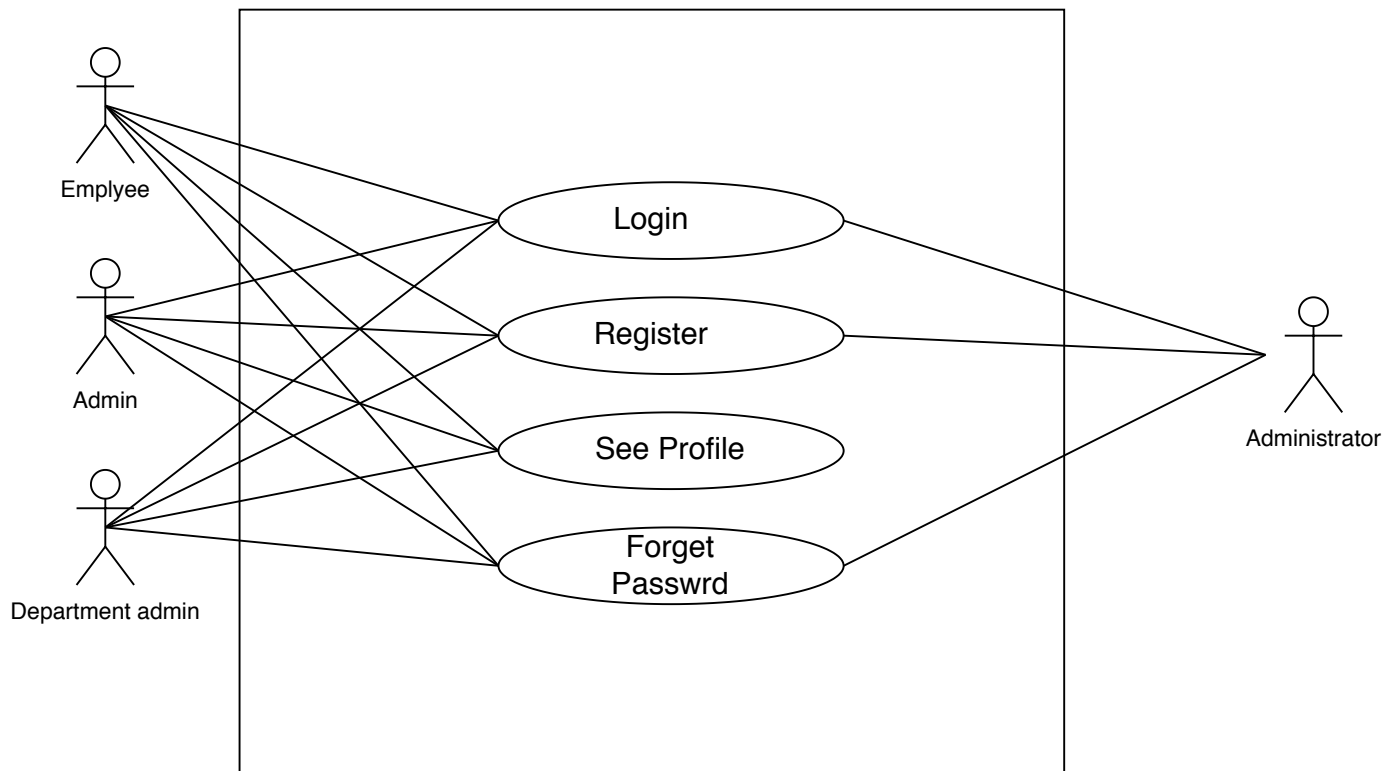 Emplyee
Login
Register
Admin
Administrator
See Profile
Forget
Passwrd
Department admin